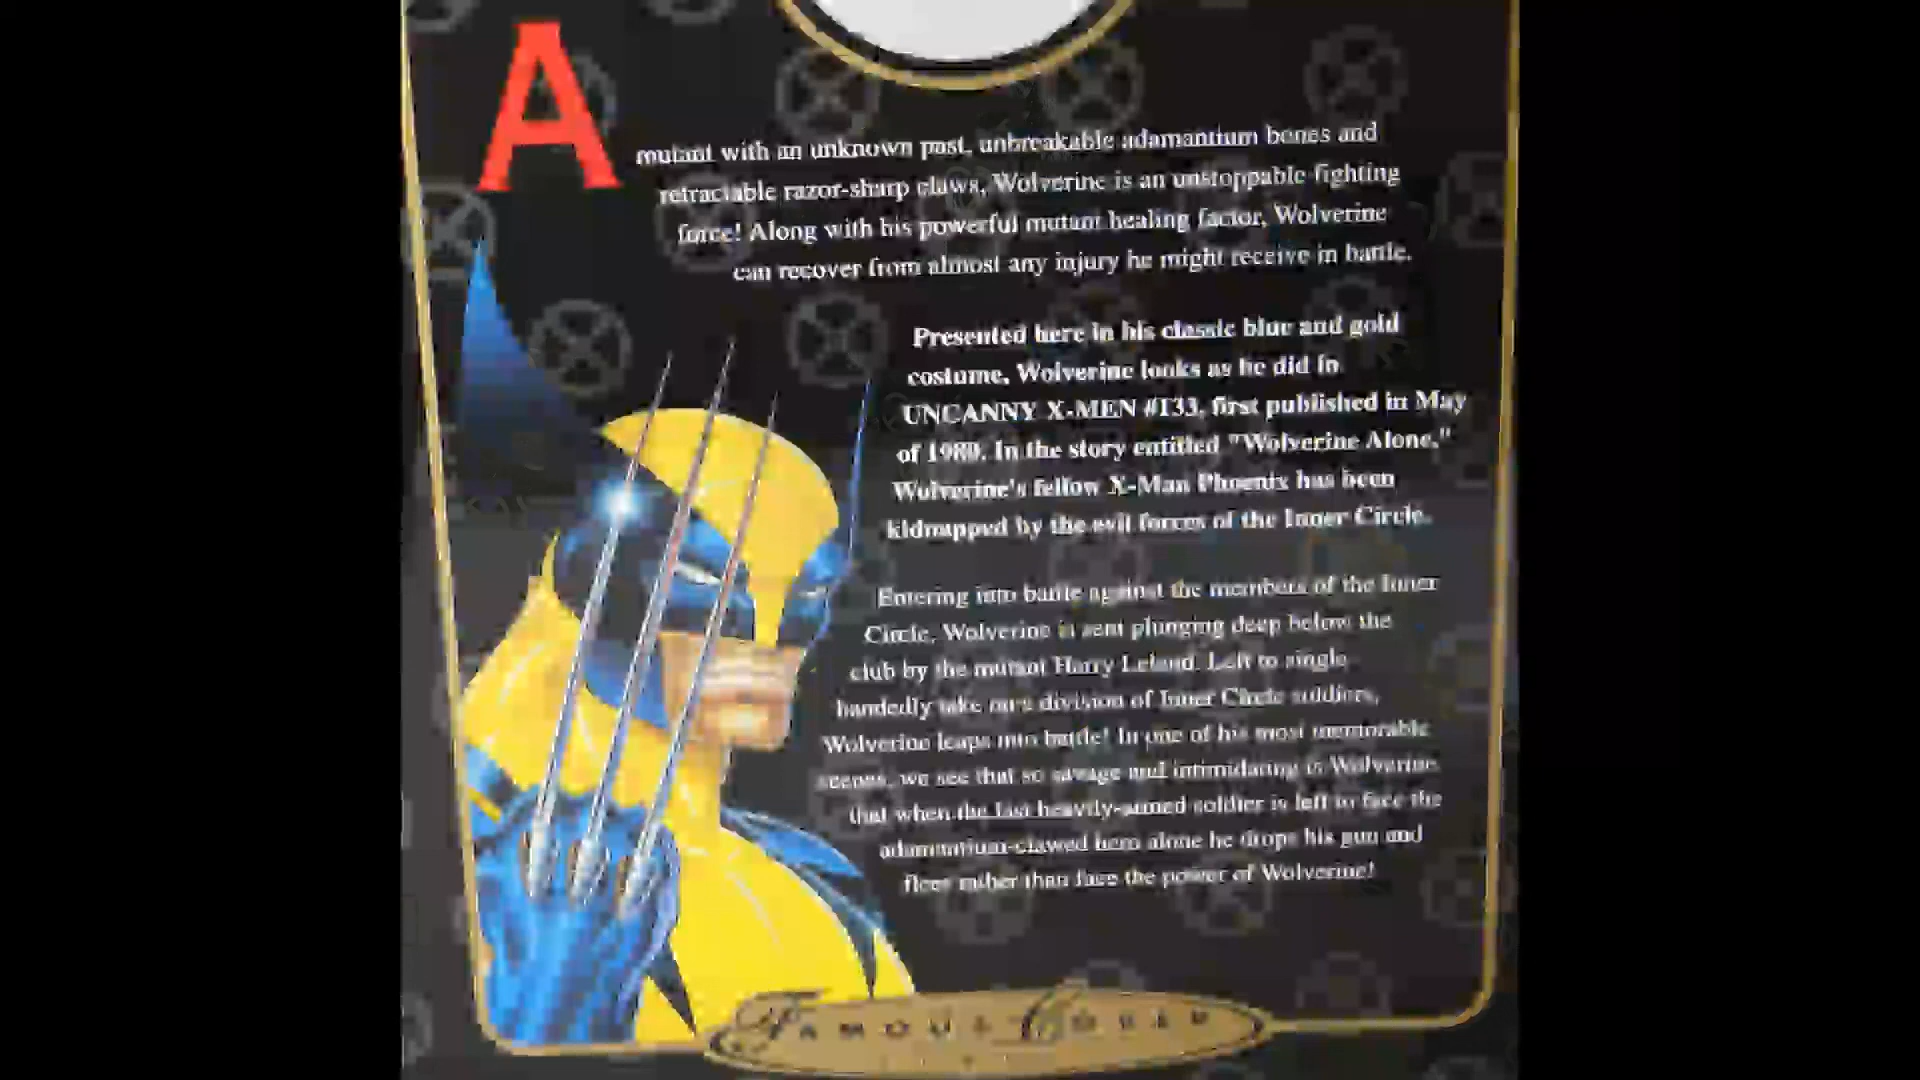 A
mutant with an unknown past, unbreakable adamantium bones and
retractable razor-sharp claws, Wolverine is an unstoppable fighting
force! Along with his powerful mutant healing factor, Wolverine
can recover from almost any injury he might receive in battle.
Presented here in his classic blue and gold
costume, Wolverine looks as he did in
UNCANNY X-MEN #133, first published in May
of 1980. In the story entitled "Wolverine Alone,"
Wolverine's fellow X-Man Phoenix has been
kidnapped by the evil forces of the Inner Circle.
Entering into battle against the members of the Inner
Circle, Wolverine is sent plunging deep below the
club by the mutant Harry Leland. Left to single
handedly take on a division of Inner Circle soldiers,
Wolverine leaps into battle! In one of his most memorable
scenes, we see that so savage and intimidating is Wolverine
that when the last heavily-armed soldier is left to face the
adamantium-clawed hero alone he drops his gun and
flees rather than face the power of Wolverine!
FAMOUS COVER